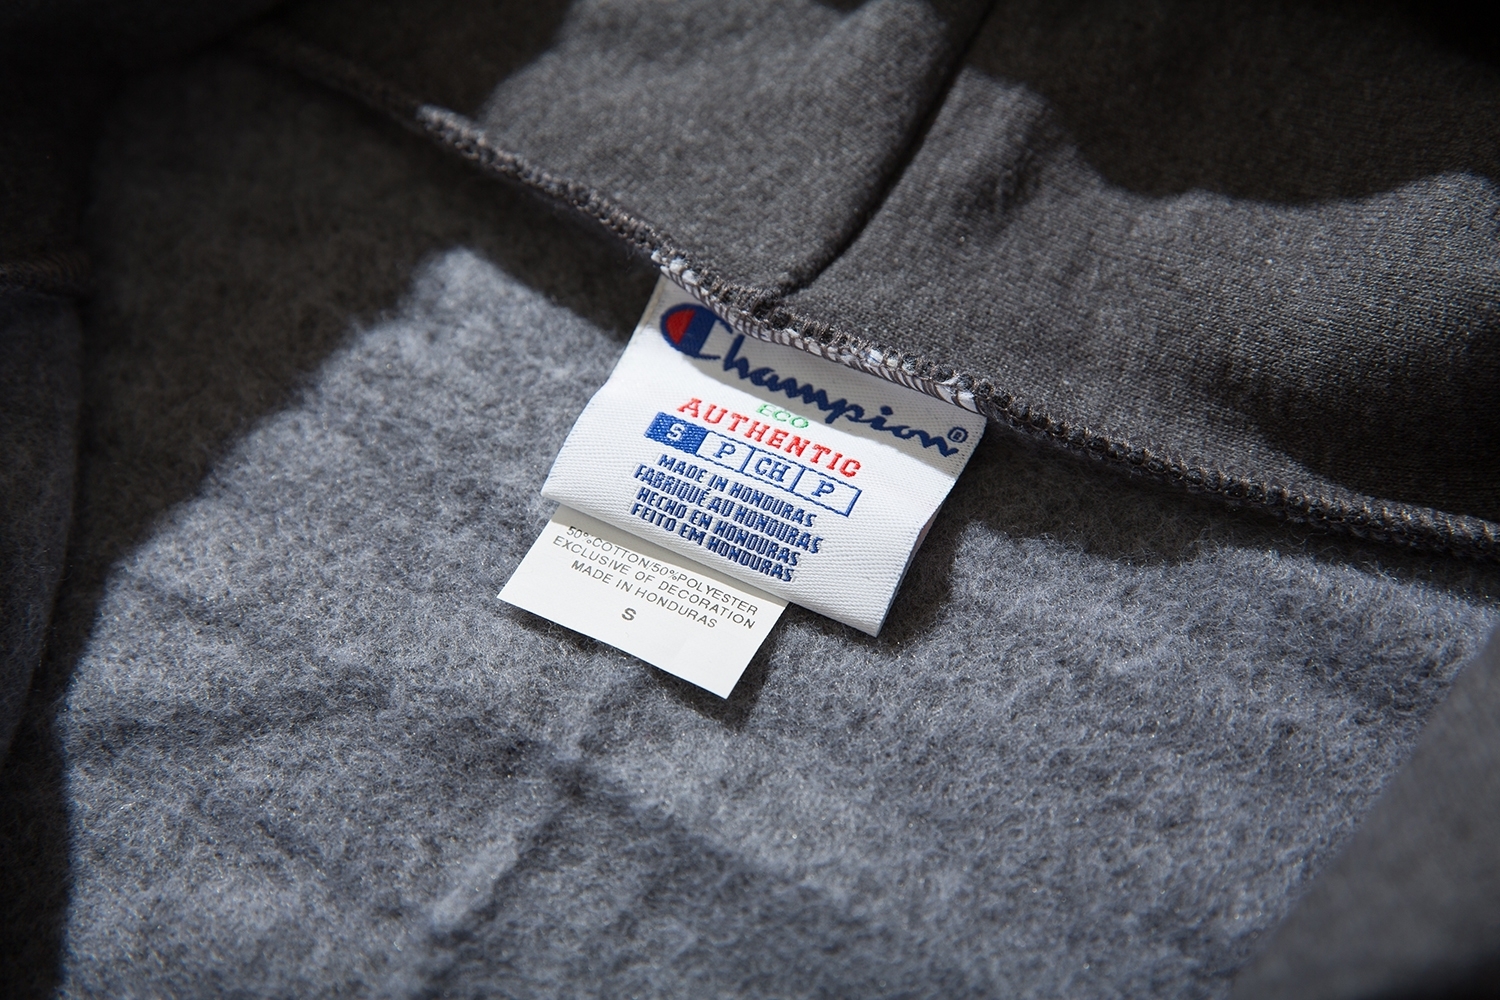 Champion®
ECO
AUTHENTIC
S P CH P
MADE IN HONDURAS
FABRIQUÉ AU HONDURAS
HECHO EN HONDURAS
FEITO EM HONDURAS
50%COTTON/50%POLYESTER
EXCLUSIVE OF DECORATION
MADE IN HONDURAS
S